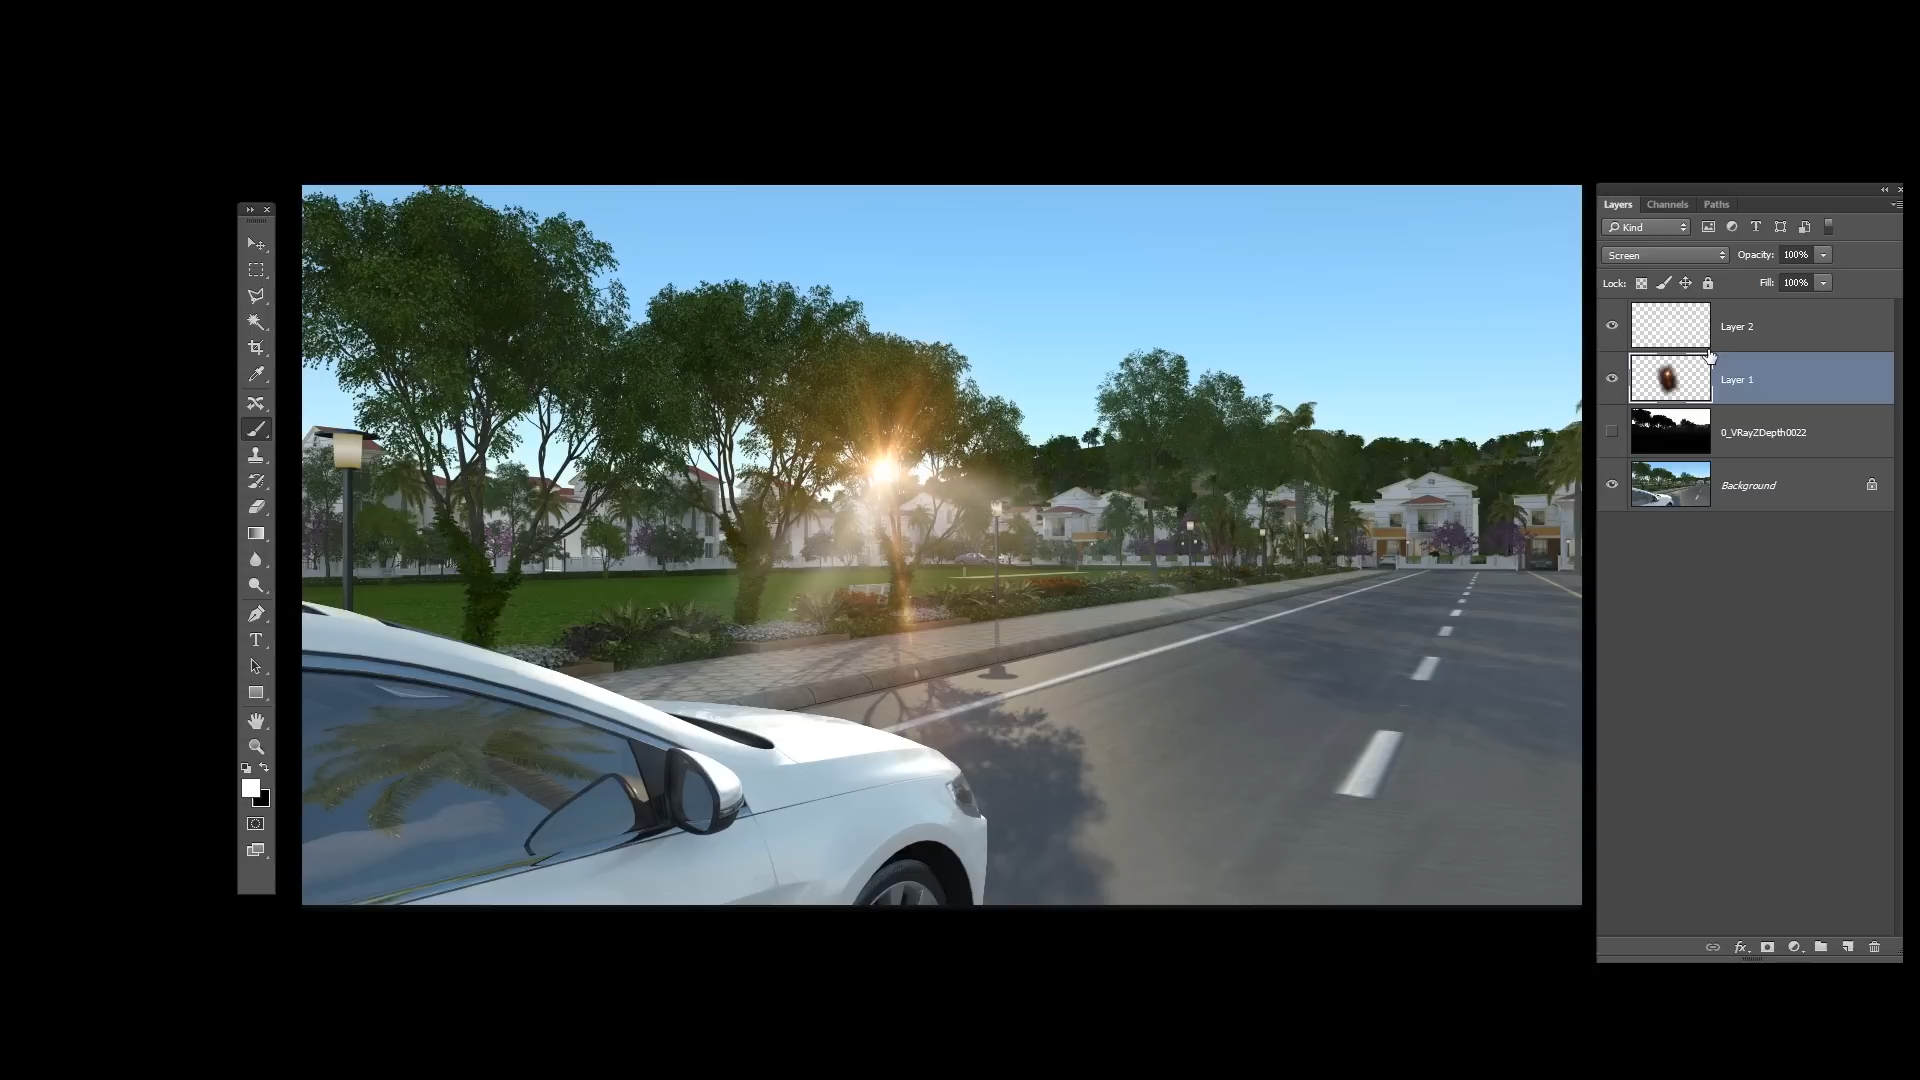 Layers Channels Paths
Kind
Screen Opacity: 100%
Lock: Fill: 100%
Layer 2
Layer 1
0_VRayZDepth0022
Background